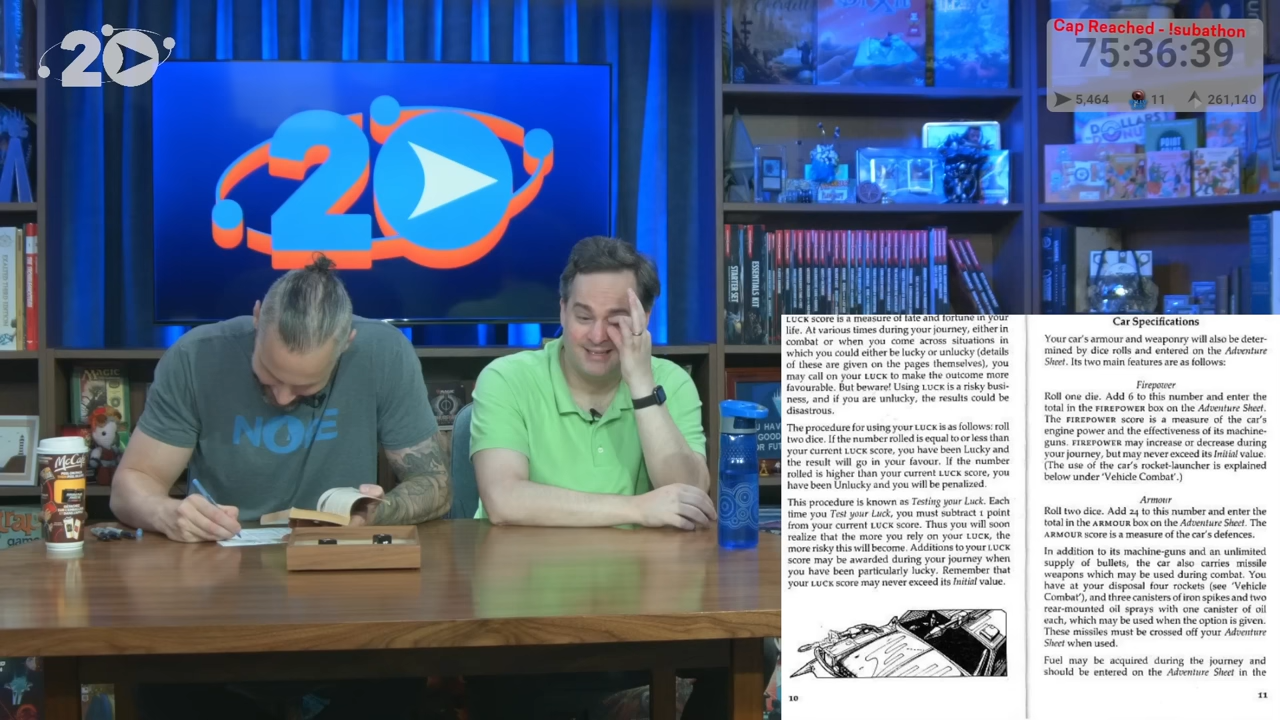 20
Cap Reached - !subathon
75:36:39
5,464
11
261,140
20
STARTER SET
ESSENTIALS KIT
MAGIC
McCafé
LUCK score is a measure of fate and fortune in your
life. At various times during your journey, either in
combat or when you come across situations in
which you could either be lucky or unlucky (details
of these are given on the pages themselves), you
may call on your LUCK to make the outcome more
favourable. But beware! Using LUCK is a risky busi-
ness, and if you are unlucky, the results could be
disastrous.
The procedure for using your LUCK is as follows: roll
two dice. If the number rolled is equal to or less than
your current LUCK score, you have been Lucky and
the result will go in your favour. If the number
rolled is higher than your current LUCK score, you
have been Unlucky and you will be penalized.
This procedure is known as Testing your Luck. Each
time you Test your Luck, you must subtract 1 point
from your current LUCK score. Thus you will soon
realize that the more you rely on your LUCK, the
more risky this will become. Additions to your LUCK
score may be awarded during your journey when
you have been particularly lucky. Remember that
your LUCK score may never exceed its Initial value.
10
Car Specifications
Your car's armour and weaponry will also be deter-
mined by dice rolls and entered on the Adventure
Sheet. Its two main features are as follows:
Firepower
Roll one die. Add 6 to this number and enter the
total in the FIREPOWER box on the Adventure Sheet.
The FIREPOWER score is a measure of the car's
engine power and the effectiveness of its machine-
guns. FIREPOWER may increase or decrease during
your journey, but may never exceed its Initial value.
(The use of the car's rocket-launcher is explained
below under 'Vehicle Combat'.)
Armour
Roll two dice. Add 24 to this number and enter the
total in the ARMOUR box on the Adventure Sheet. The
ARMOUR score is a measure of the car's defences.
In addition to its machine-guns and an unlimited
supply of bullets, the car also carries missile
weapons which may be used during combat. You
have at your disposal four rockets (see 'Vehicle
Combat'), and three canisters of iron spikes and two
rear-mounted oil sprays with one canister of oil
each, which may be used when the option is given.
These missiles must be crossed off your Adventure
Sheet when used.
Fuel may be acquired during the journey and
should be entered on the Adventure Sheet in the
11